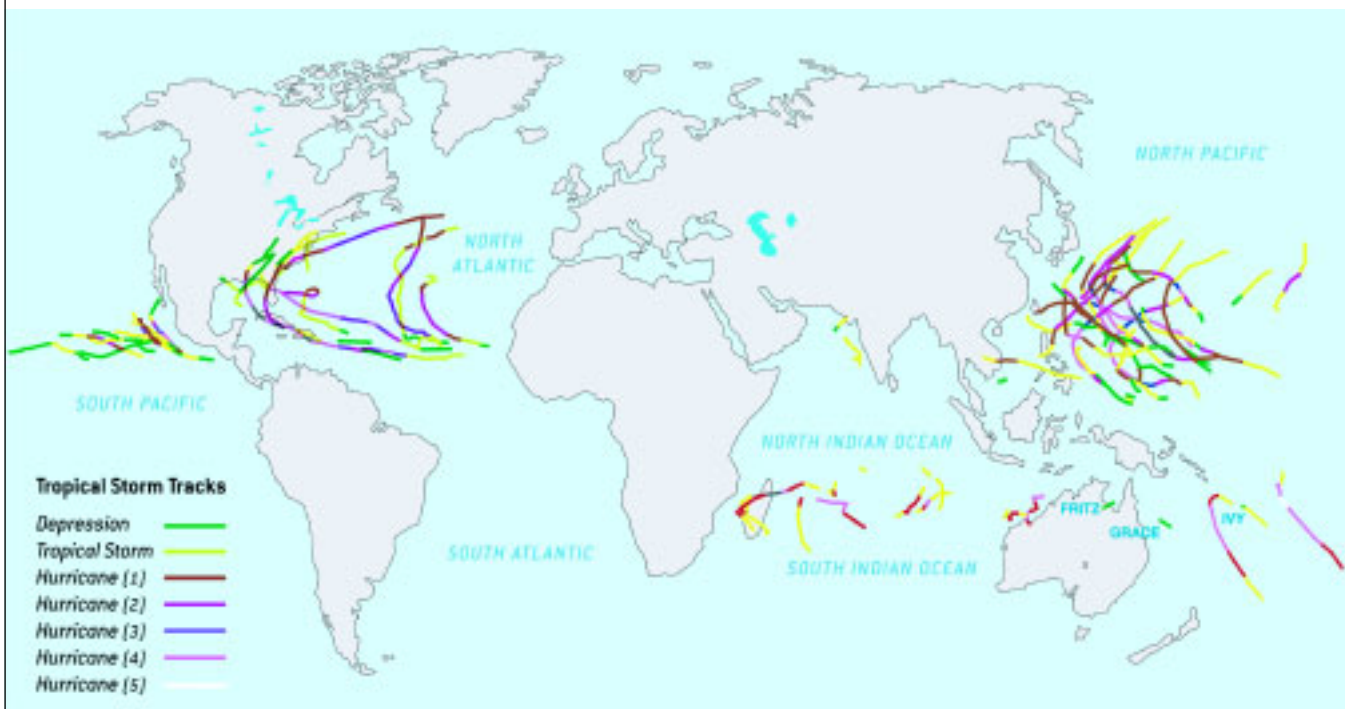 NORTH PACIFIC
NORTH
ATLANTIC
SOUTH PACIFIC
NORTH INDIAN OCEAN
Tropical Storm Tracks
Depression
Tropical Storm
Hurricane (1)
Hurricane (2)
Hurricane (3)
Hurricane (4)
Hurricane (5)
SOUTH ATLANTIC
SOUTH INDIAN OCEAN
FRITZ
GRACE
IVY